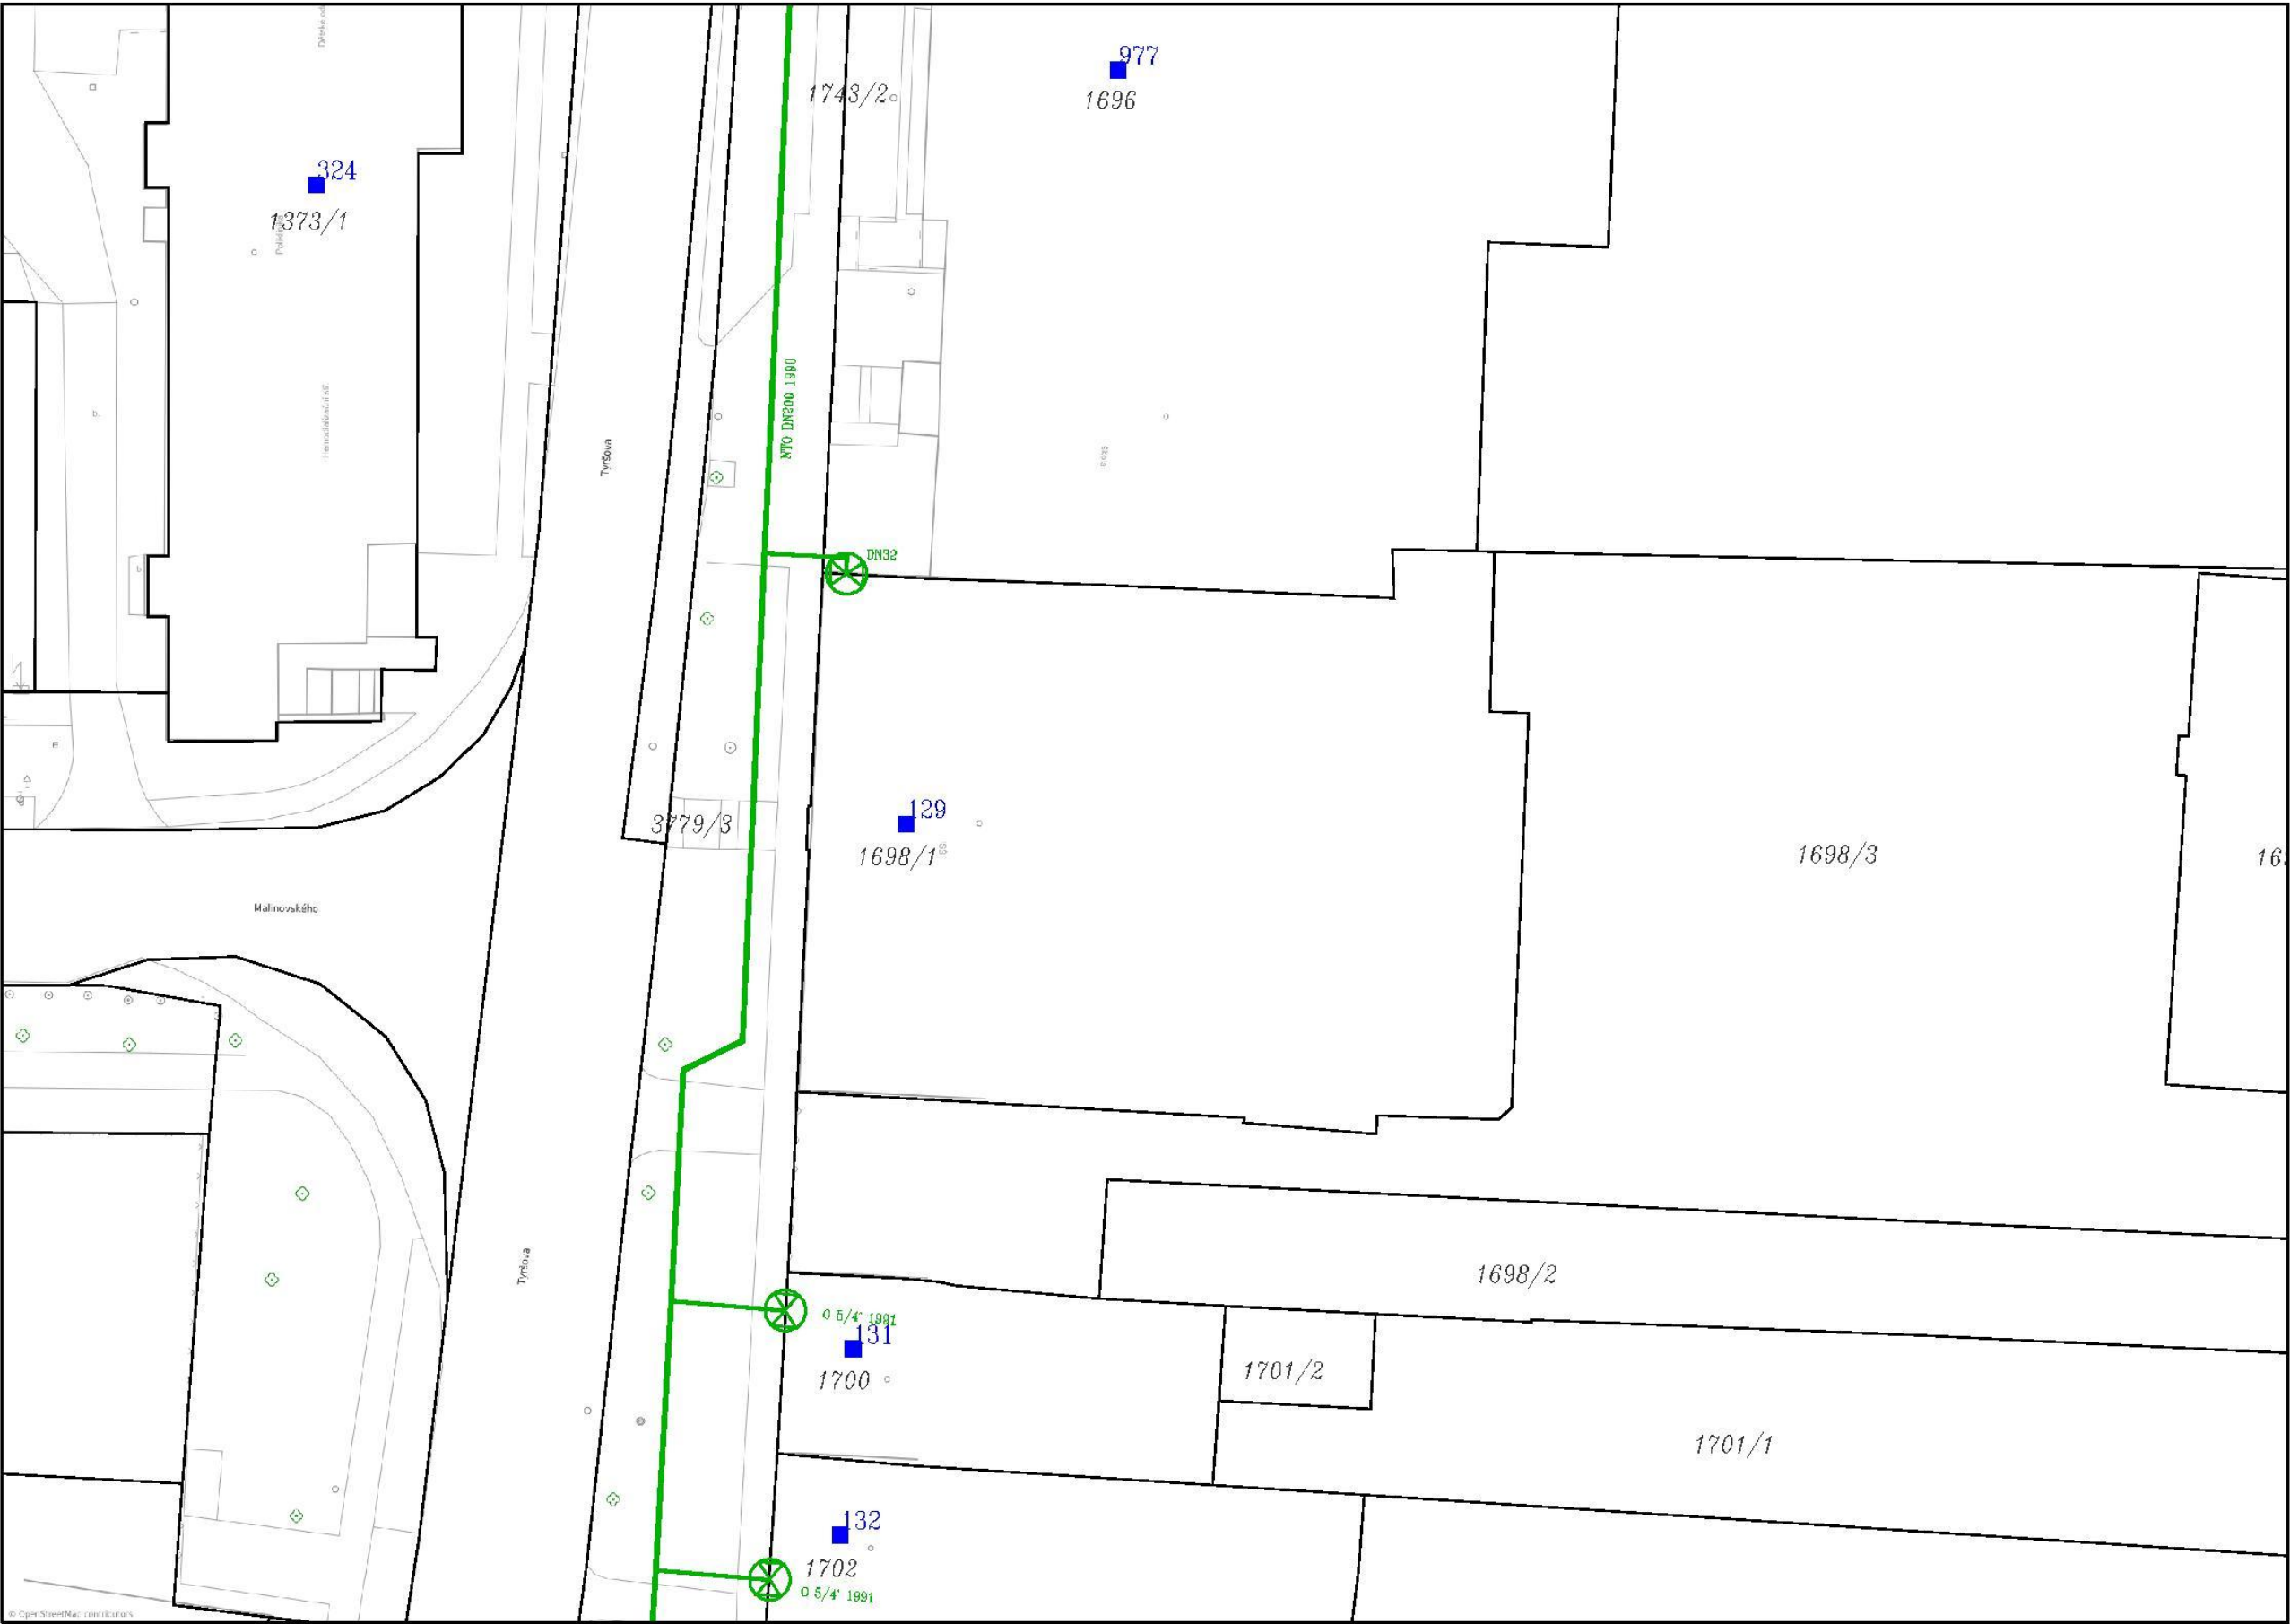 977
1743/2
1696
324
1373/1
NTO DN200 1990
Tyršova
DN32
129
3779/3
1698/1
1698/3
16
Malinovského
Tyršova
1698/2
O 5/4" 1991
131
1700
1701/2
1701/1
132
1702
O 5/4" 1991
© OpenStreetMap contributors